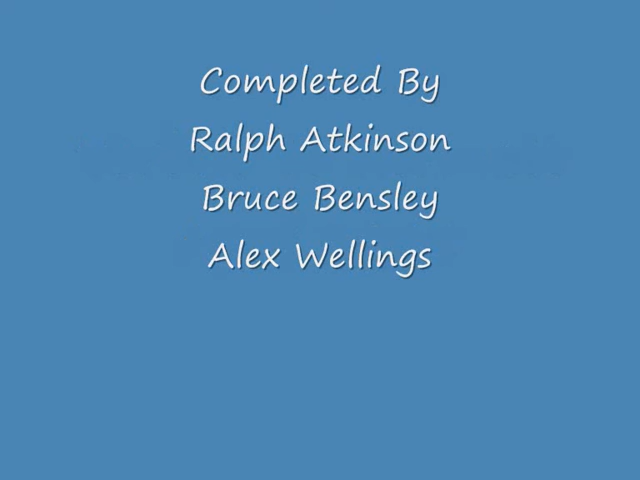 Completed By
Ralph Atkinson
Bruce Bensley
Alex Wellings